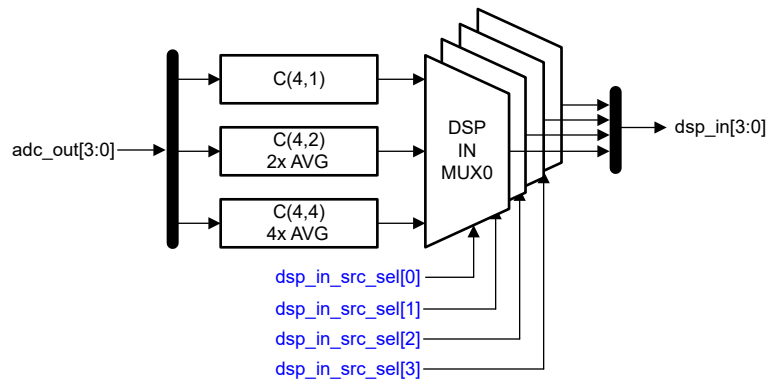 adc_out[3:0]
C(4,1)
C(4,2)
2x AVG
C(4,4)
4x AVG
DSP
IN
MUX0
dsp_in[3:0]
dsp_in_src_sel[0]
dsp_in_src_sel[1]
dsp_in_src_sel[2]
dsp_in_src_sel[3]